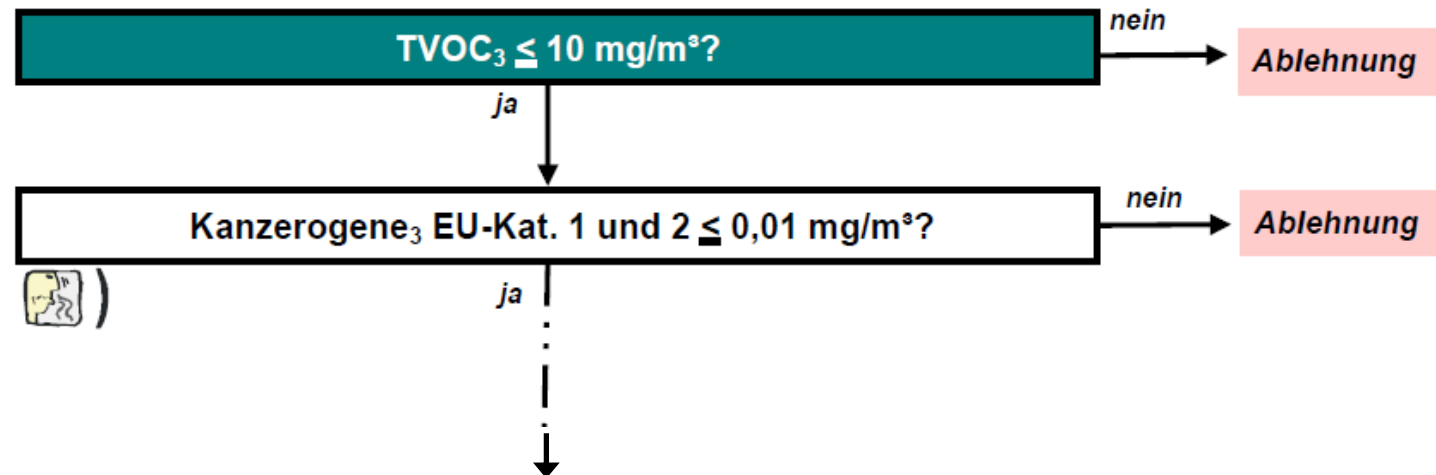 TVOC₃ ≤ 10 mg/m³?
nein
Ablehnung
ja
Kanzerogene₃ EU-Kat. 1 und 2 ≤ 0,01 mg/m³?
nein
Ablehnung
)
ja